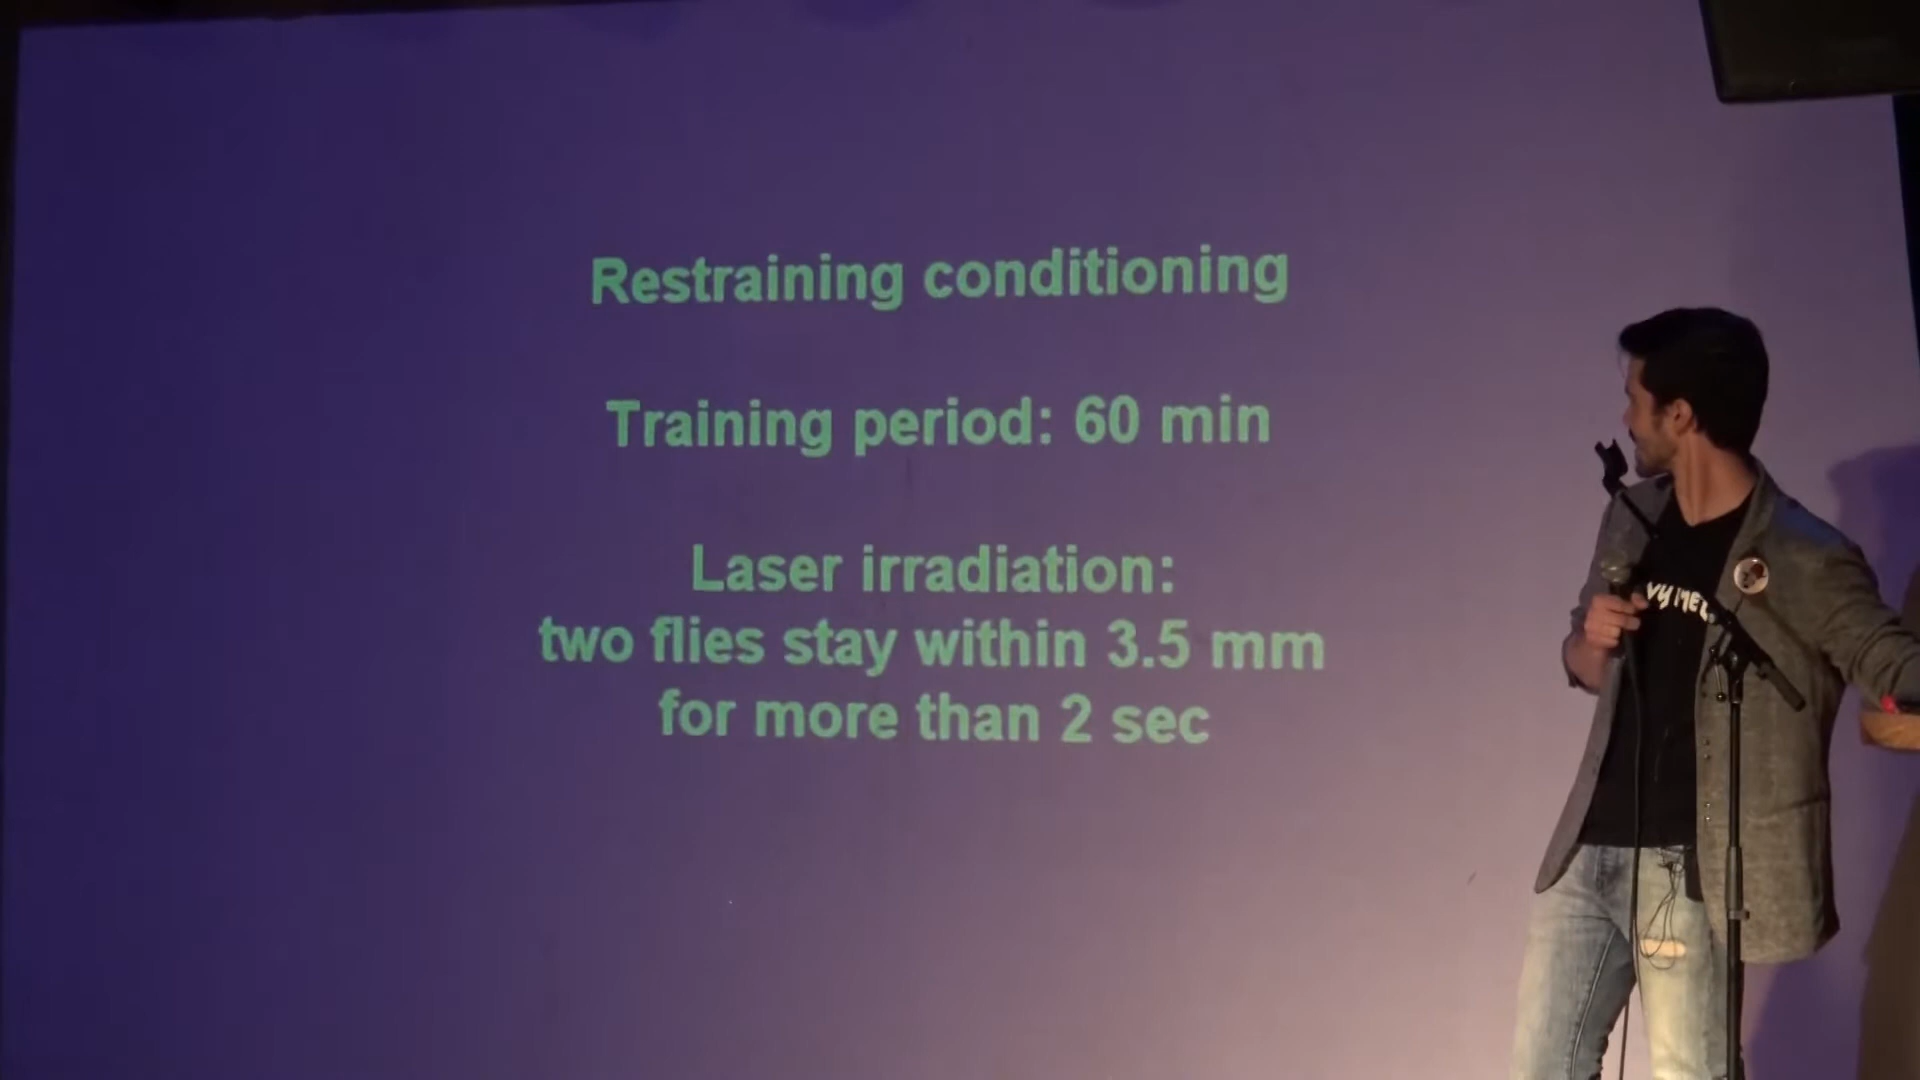 Restraining conditioning
Training period: 60 min
Laser irradiation:
two flies stay within 3.5 mm
for more than 2 sec